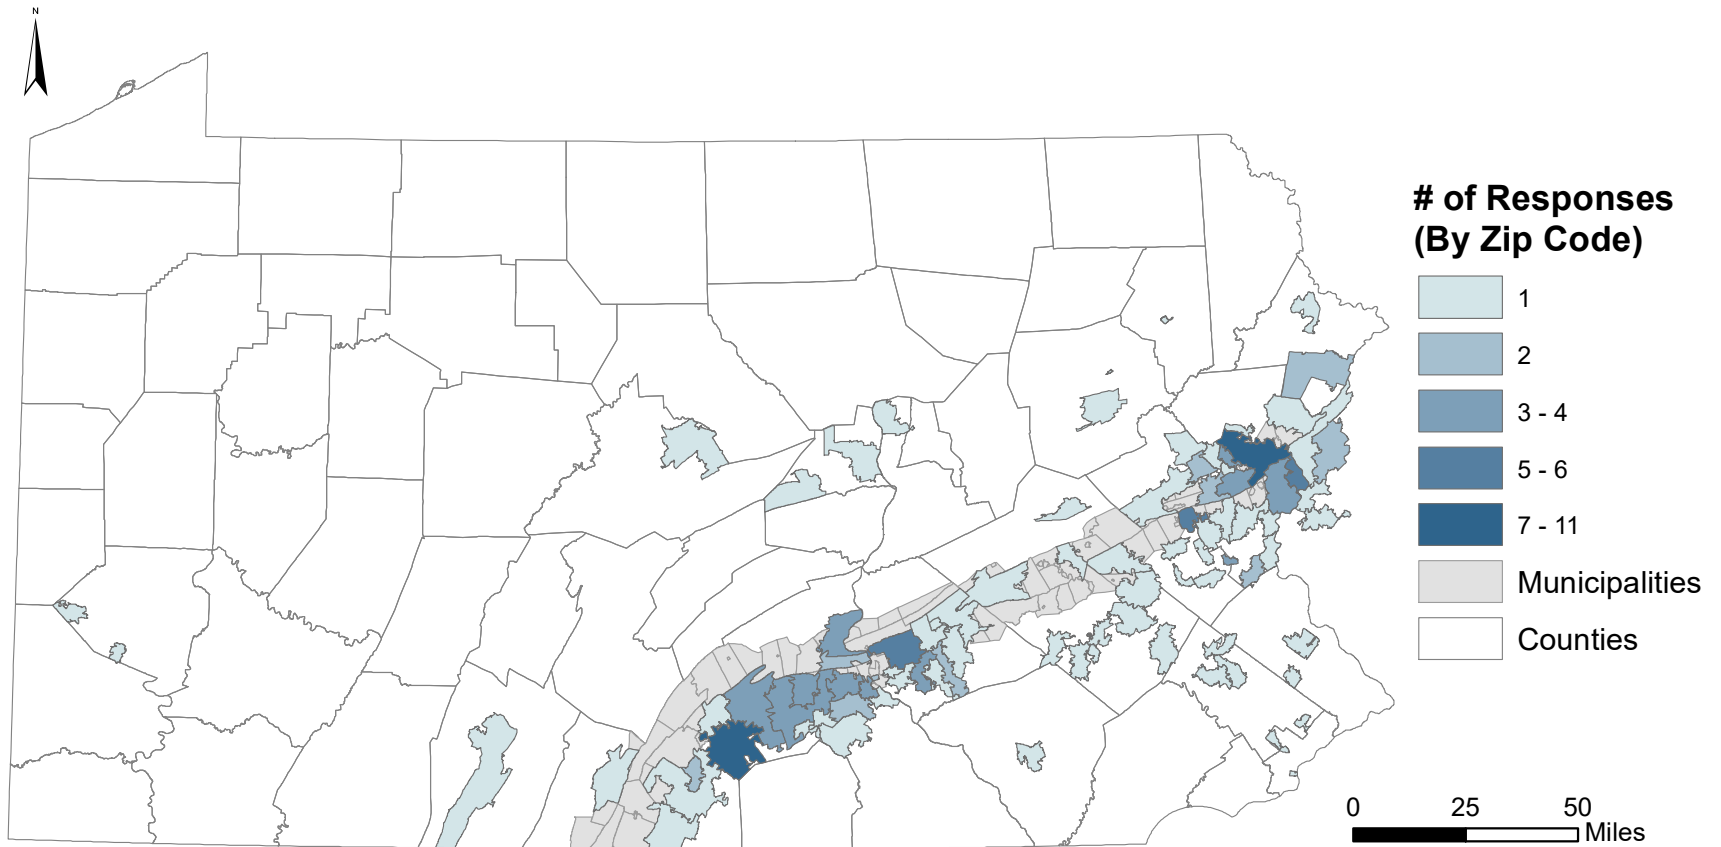 N
# of Responses
(By Zip Code)
1
2
3 - 4
5 - 6
7 - 11
Municipalities
Counties
0 25 50
Miles